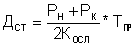 Дст = (Рн + Рк) / 2Косл * Тпр